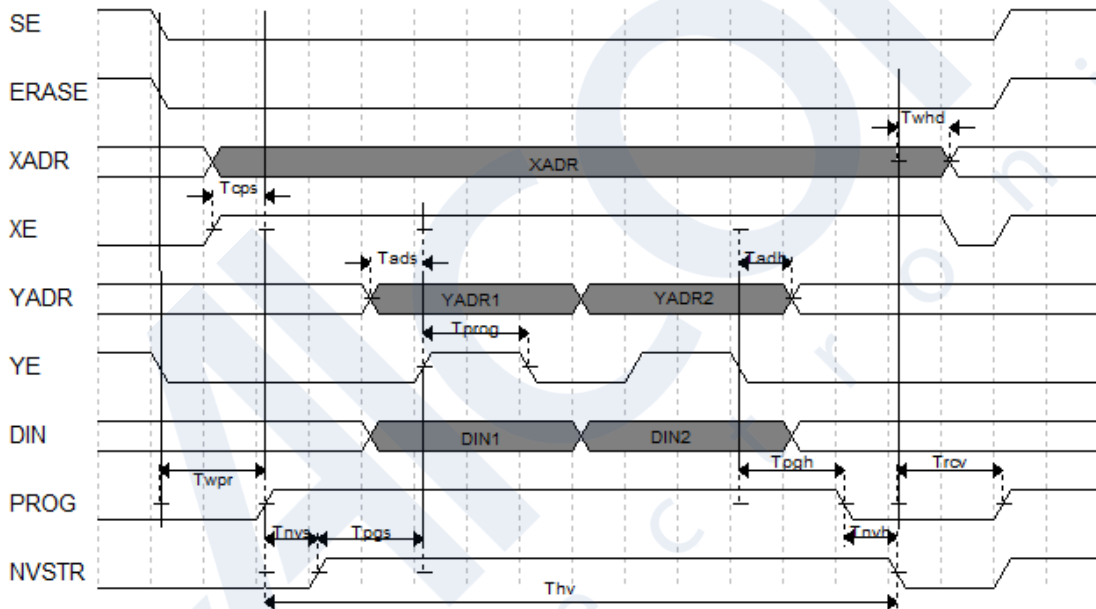 SE
ERASE
Twhd
XADR
XADR
Tcps
XE
Tads
Tadh
YADR
YADR1
YADR2
Tprog
YE
DIN
DIN1
DIN2
Twpr
Tpgh
Trcv
PROG
Tnvs
Tpgs
Tnvh
NVSTR
Thv